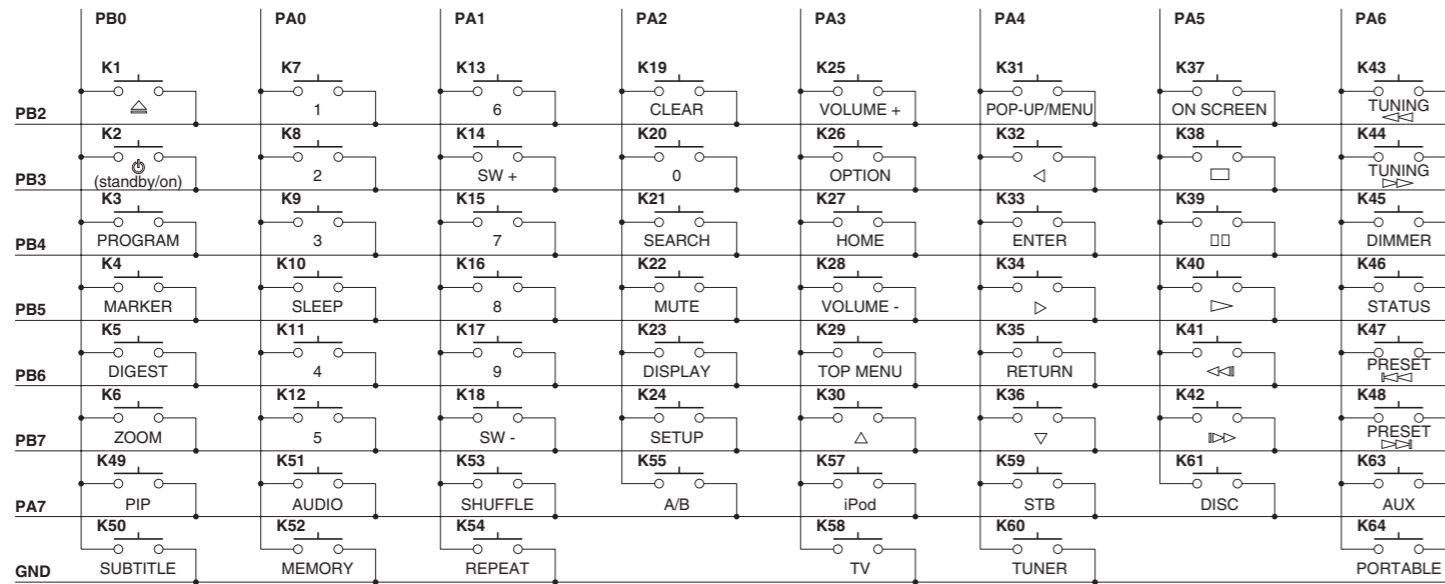 PB0 PA0 PA1 PA2 PA3 PA4 PA5 PA6
K1 K7 K13 K19 K25 K31 K37 K43
1 6 CLEAR VOLUME + POP-UP/MENU ON SCREEN TUNING
PB2
K2 K8 K14 K20 K26 K32 K38 K44
2 SW + 0 OPTION TUNING
PB3 (standby/on)
K3 K9 K15 K21 K27 K33 K39 K45
PROGRAM 3 7 SEARCH HOME ENTER DIMMER
PB4
K4 K10 K16 K22 K28 K34 K40 K46
MARKER SLEEP 8 MUTE VOLUME - STATUS
PB5
K5 K11 K17 K23 K29 K35 K41 K47
DIGEST 4 9 DISPLAY TOP MENU RETURN PRESET
PB6
K6 K12 K18 K24 K30 K36 K42 K48
ZOOM 5 SW - SETUP PRESET
PB7
K49 K51 K53 K55 K57 K59 K61 K63
PA7 PIP AUDIO SHUFFLE A/B iPod STB DISC AUX
K50 K52 K54 K58 K60 K64
GND SUBTITLE MEMORY REPEAT TV TUNER PORTABLE